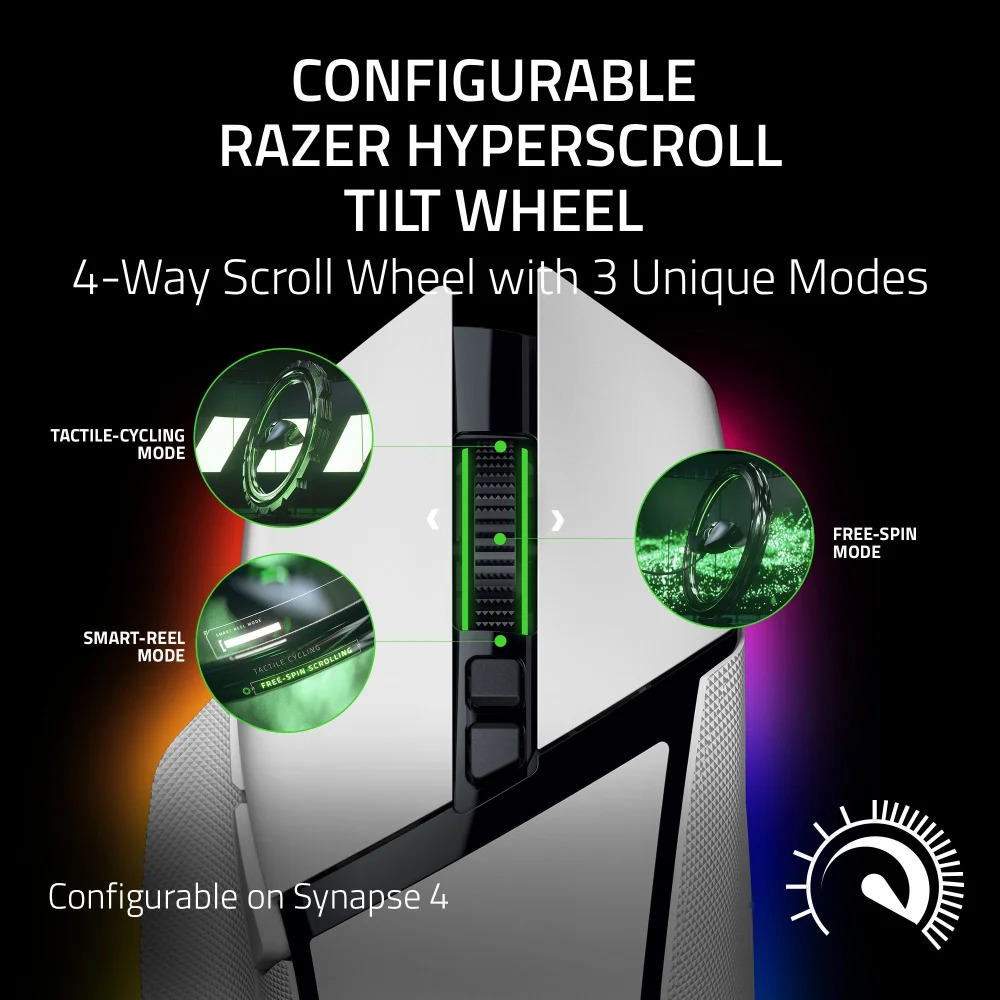 CONFIGURABLE
RAZER HYPERSCROLL
TILT WHEEL
4-Way Scroll Wheel with 3 Unique Modes
TACTILE-CYCLING
MODE
FREE-SPIN
MODE
SMART-REEL
MODE
SMART-REEL MODE
TACTILE CYCLING
FREE-SPIN SCROLLING
Configurable on Synapse 4